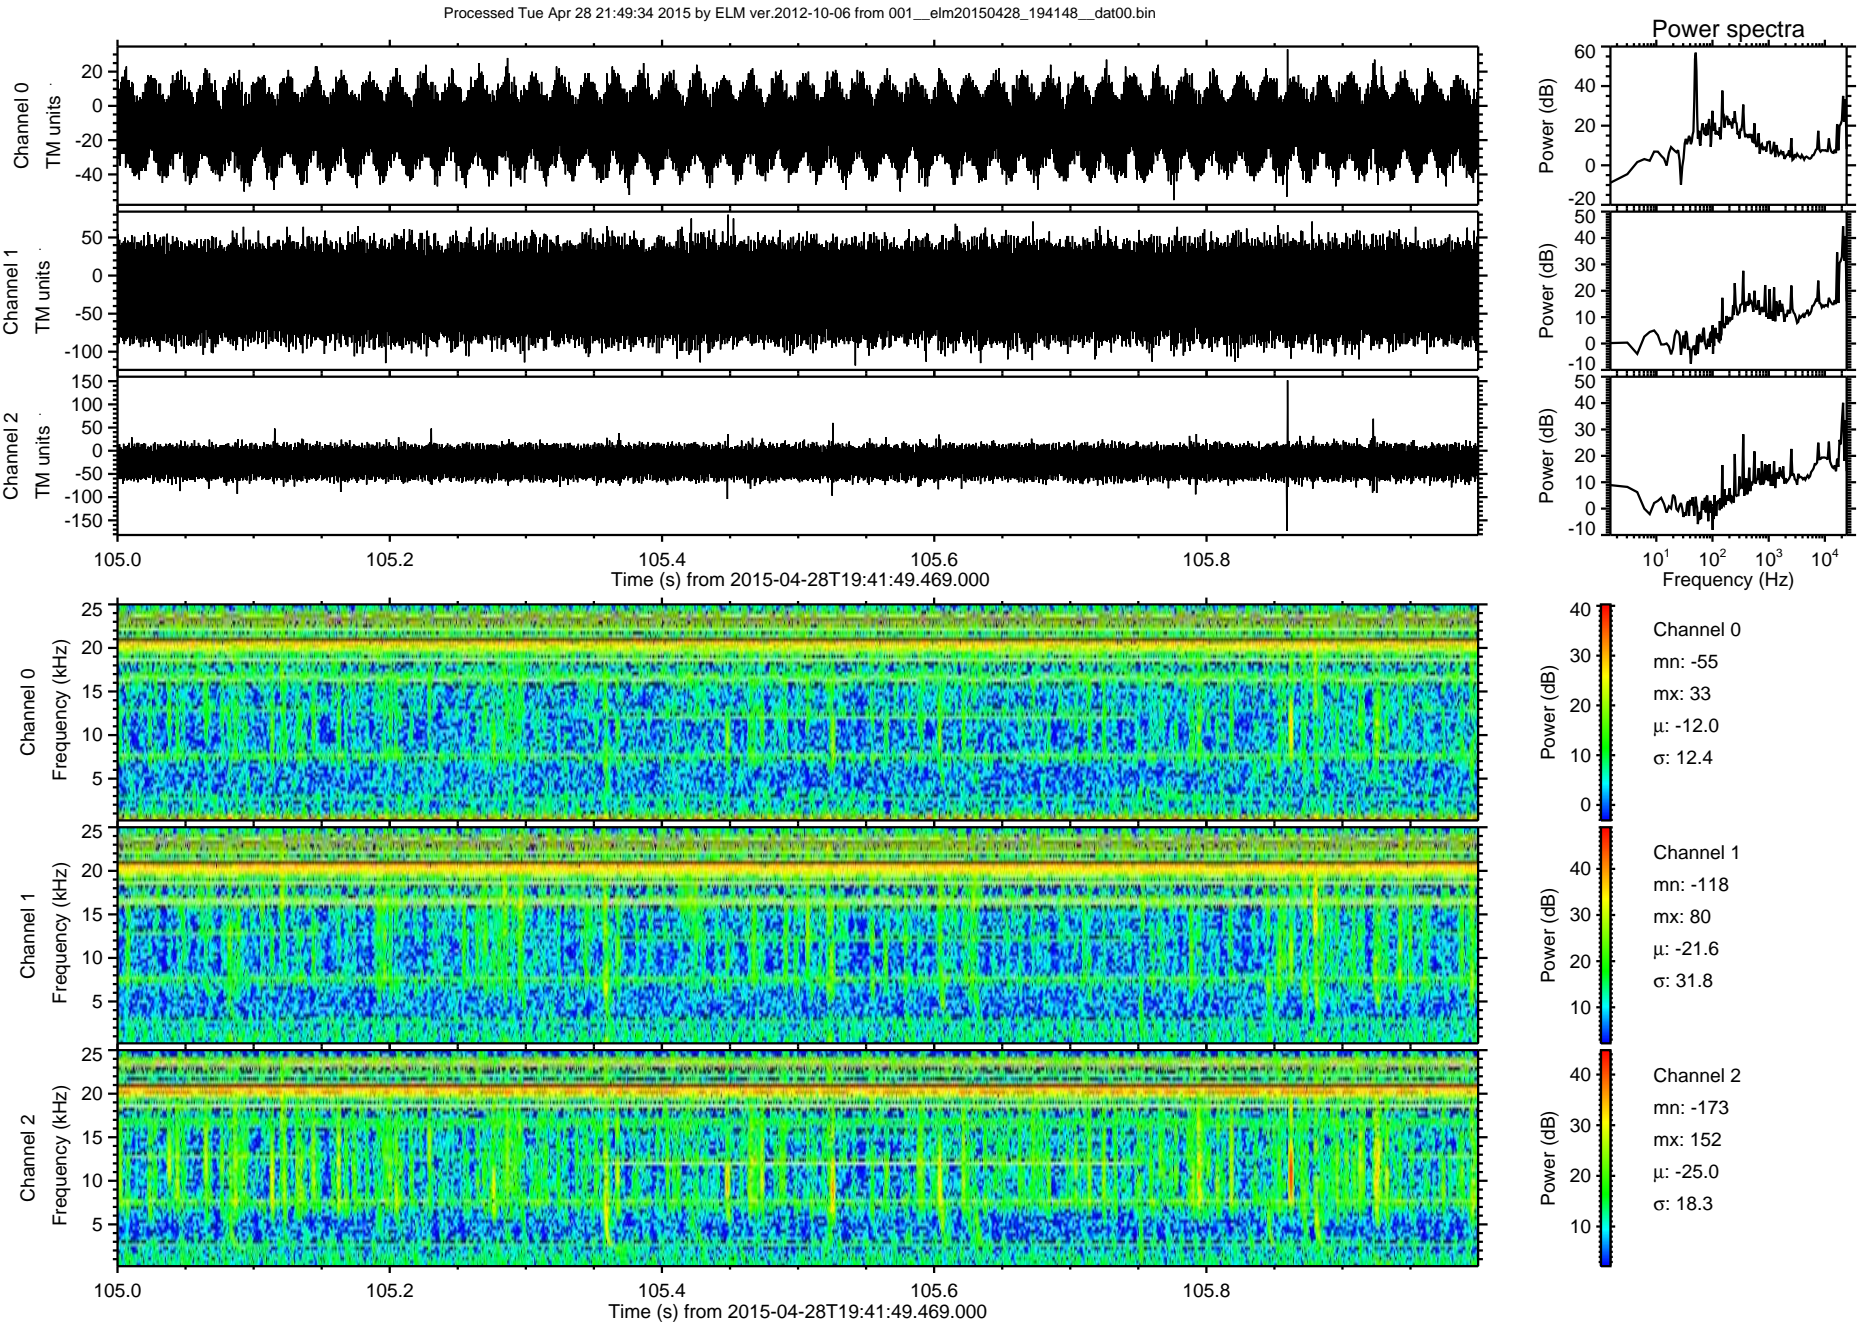 Processed Tue Apr 28 21:49:34 2015 by ELM ver.2012-10-06 from 001__elm20150428_194148__dat00.bin
Power spectra
Channel 0
TM units
20
0
-20
-40
Power (dB)
60
40
20
0
-20
Channel 1
TM units
50
0
-50
-100
Power (dB)
50
40
30
20
10
0
-10
Channel 2
TM units
150
100
50
0
-50
-100
-150
Power (dB)
50
40
30
20
10
0
-10
105.0 105.2 105.4 105.6 105.8
Time (s) from 2015-04-28T19:41:49.469.000
10¹ 10² 10³ 10⁴
Frequency (Hz)
Channel 0
Frequency (kHz)
25
20
15
10
5
Power (dB)
40
30
20
10
0
Channel 0
mn: -55
mx: 33
μ: -12.0
σ: 12.4
Channel 1
Frequency (kHz)
25
20
15
10
5
Power (dB)
40
30
20
10
Channel 1
mn: -118
mx: 80
μ: -21.6
σ: 31.8
Channel 2
Frequency (kHz)
25
20
15
10
5
Power (dB)
40
30
20
10
Channel 2
mn: -173
mx: 152
μ: -25.0
σ: 18.3
105.0 105.2 105.4 105.6 105.8
Time (s) from 2015-04-28T19:41:49.469.000